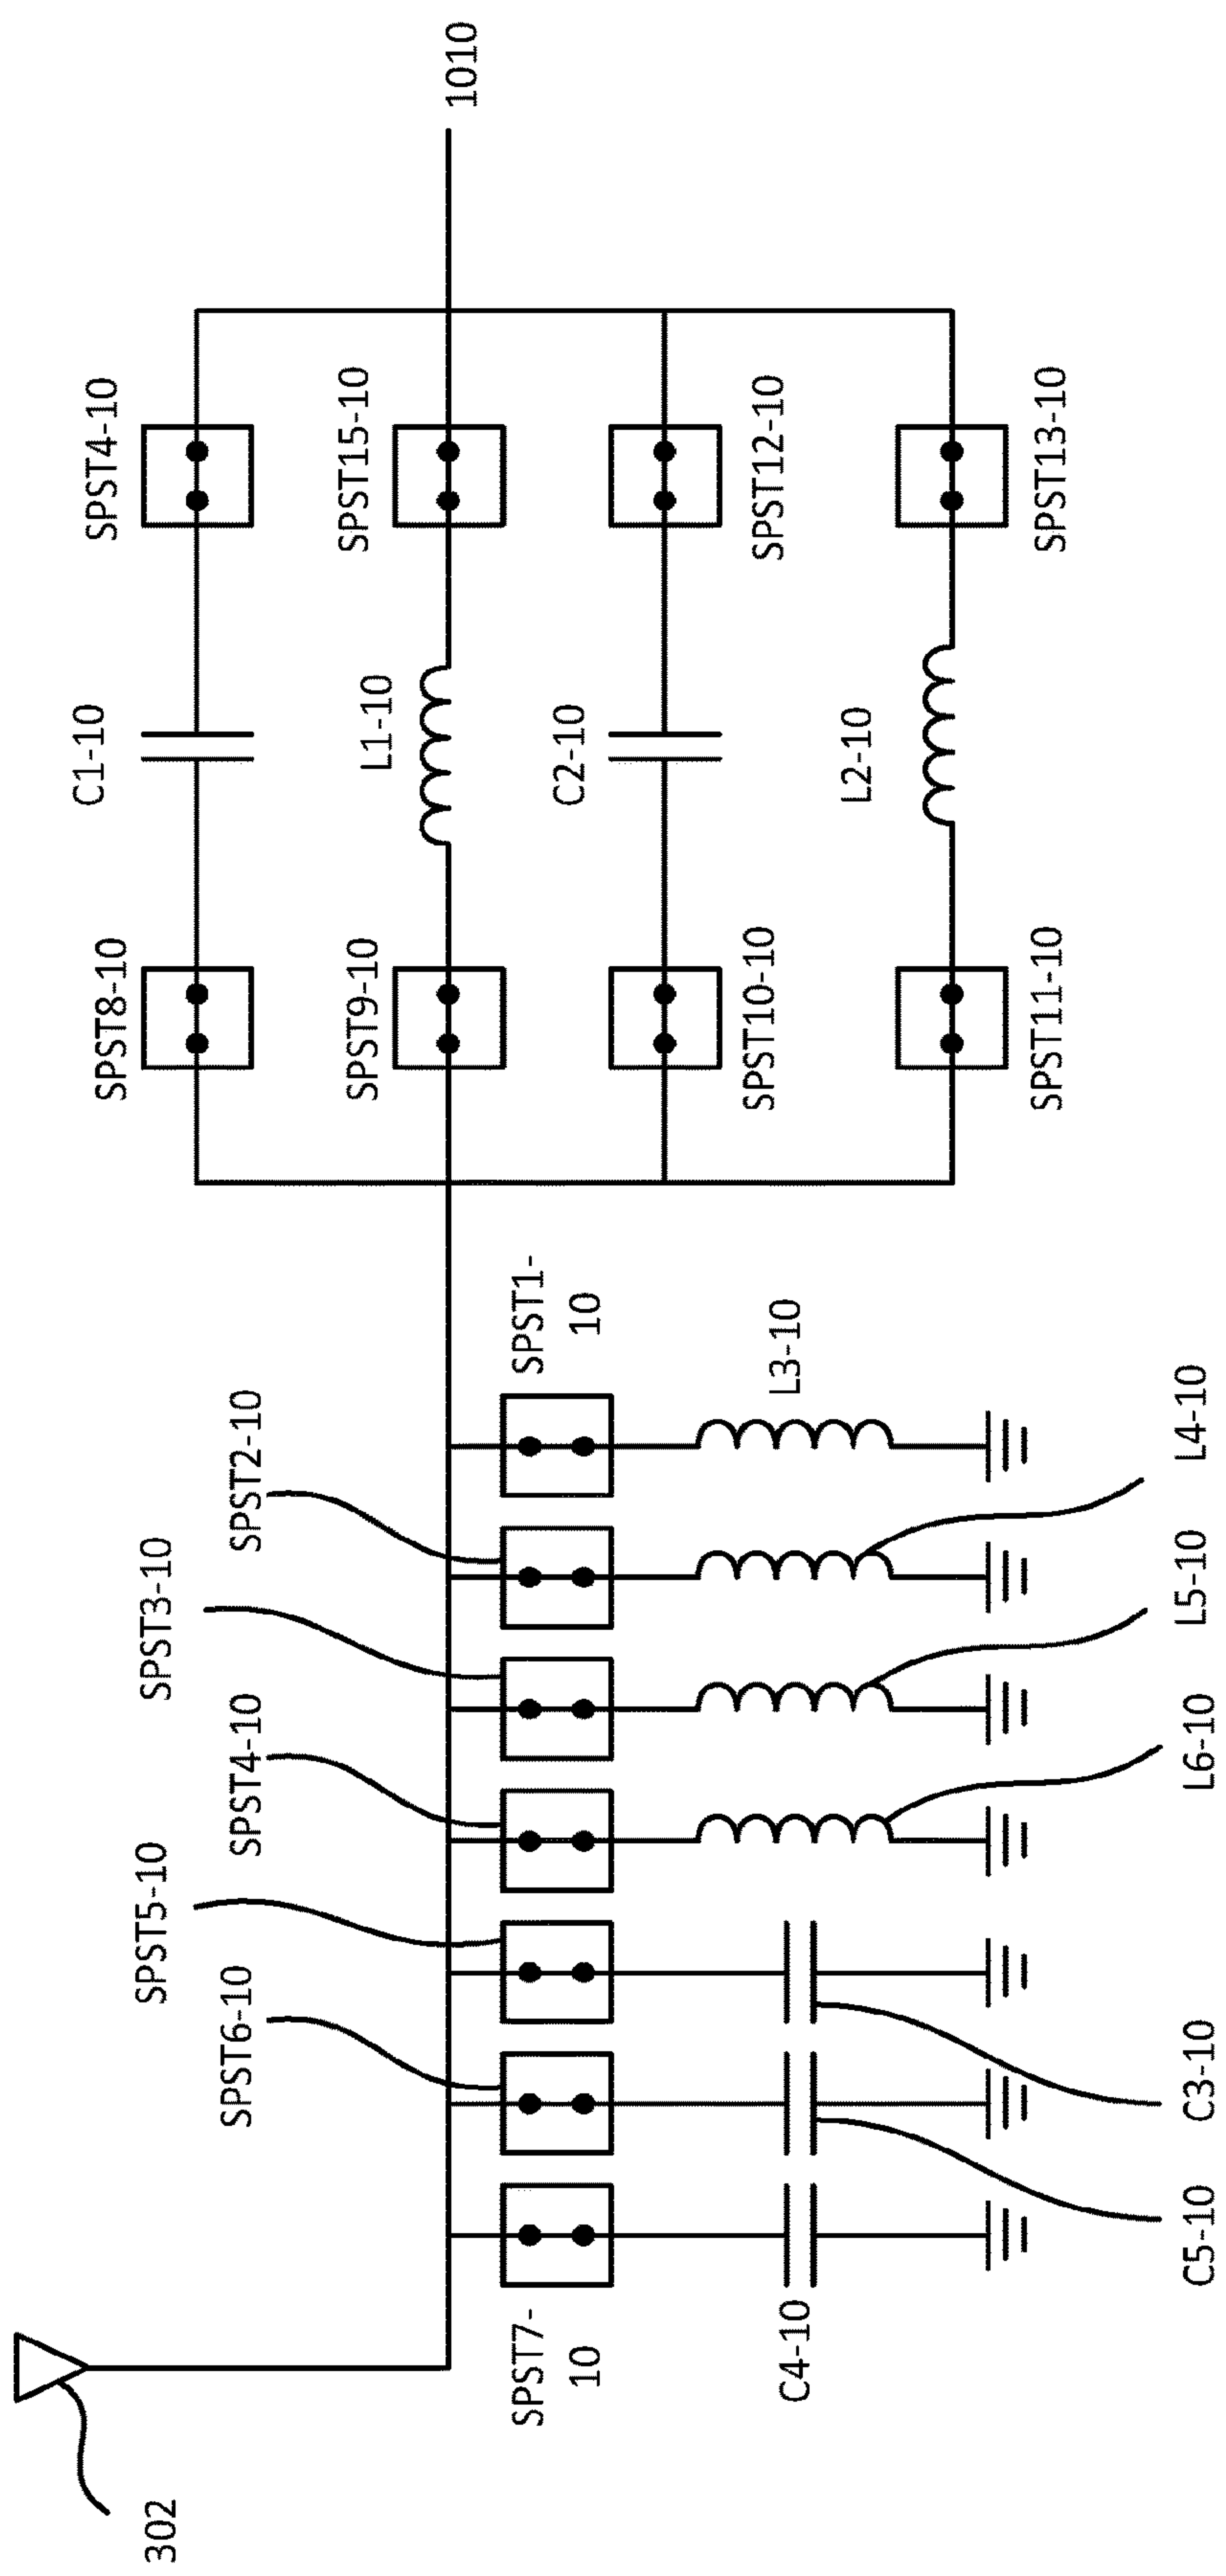 302
SPST7-
10
C4-10
C5-10
C3-10
SPST6-10
SPST5-10
SPST4-10
SPST3-10
SPST2-10
SPST1-
10
L3-10
L6-10
L5-10
L4-10
SPST8-10
C1-10
SPST4-10
SPST9-10
L1-10
SPST15-10
SPST10-10
C2-10
SPST12-10
SPST11-10
L2-10
SPST13-10
1010